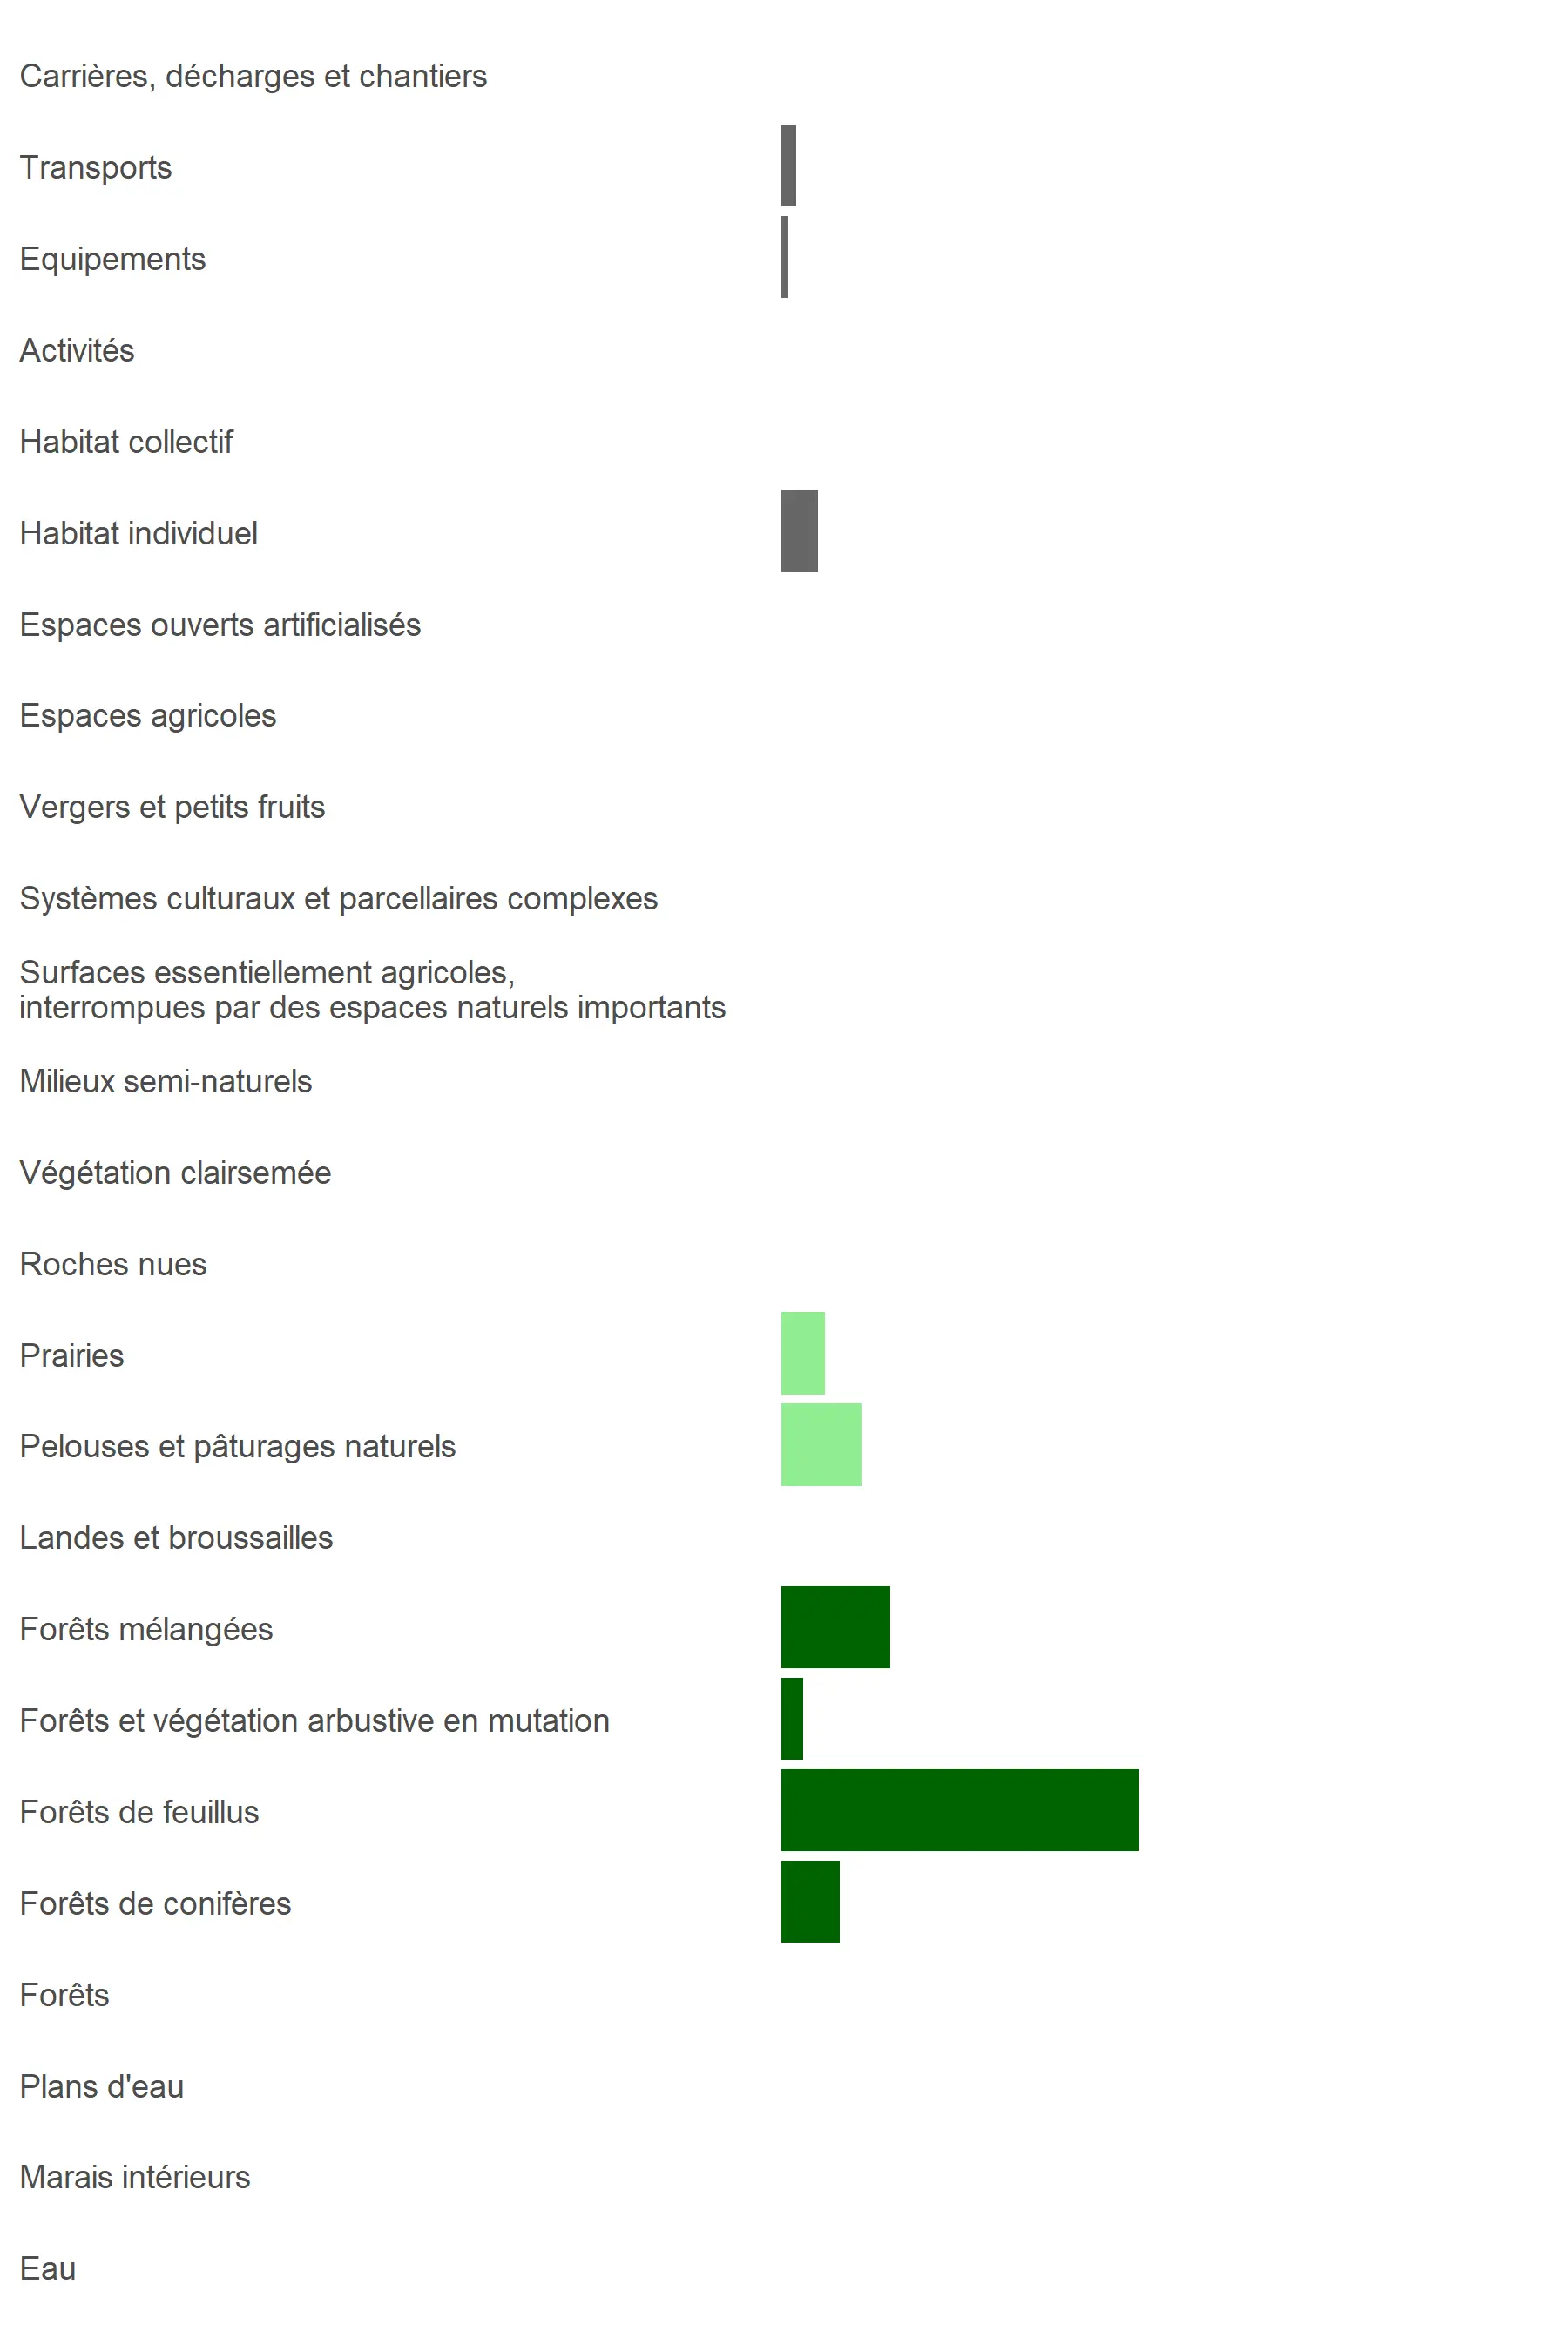 Carrières, décharges et chantiers
Transports
Equipements
Activités
Habitat collectif
Habitat individuel
Espaces ouverts artificialisés
Espaces agricoles
Vergers et petits fruits
Systèmes culturaux et parcellaires complexes
Surfaces essentiellement agricoles,
interrompues par des espaces naturels importants
Milieux semi-naturels
Végétation clairsemée
Roches nues
Prairies
Pelouses et pâturages naturels
Landes et broussailles
Forêts mélangées
Forêts et végétation arbustive en mutation
Forêts de feuillus
Forêts de conifères
Forêts
Plans d'eau
Marais intérieurs
Eau